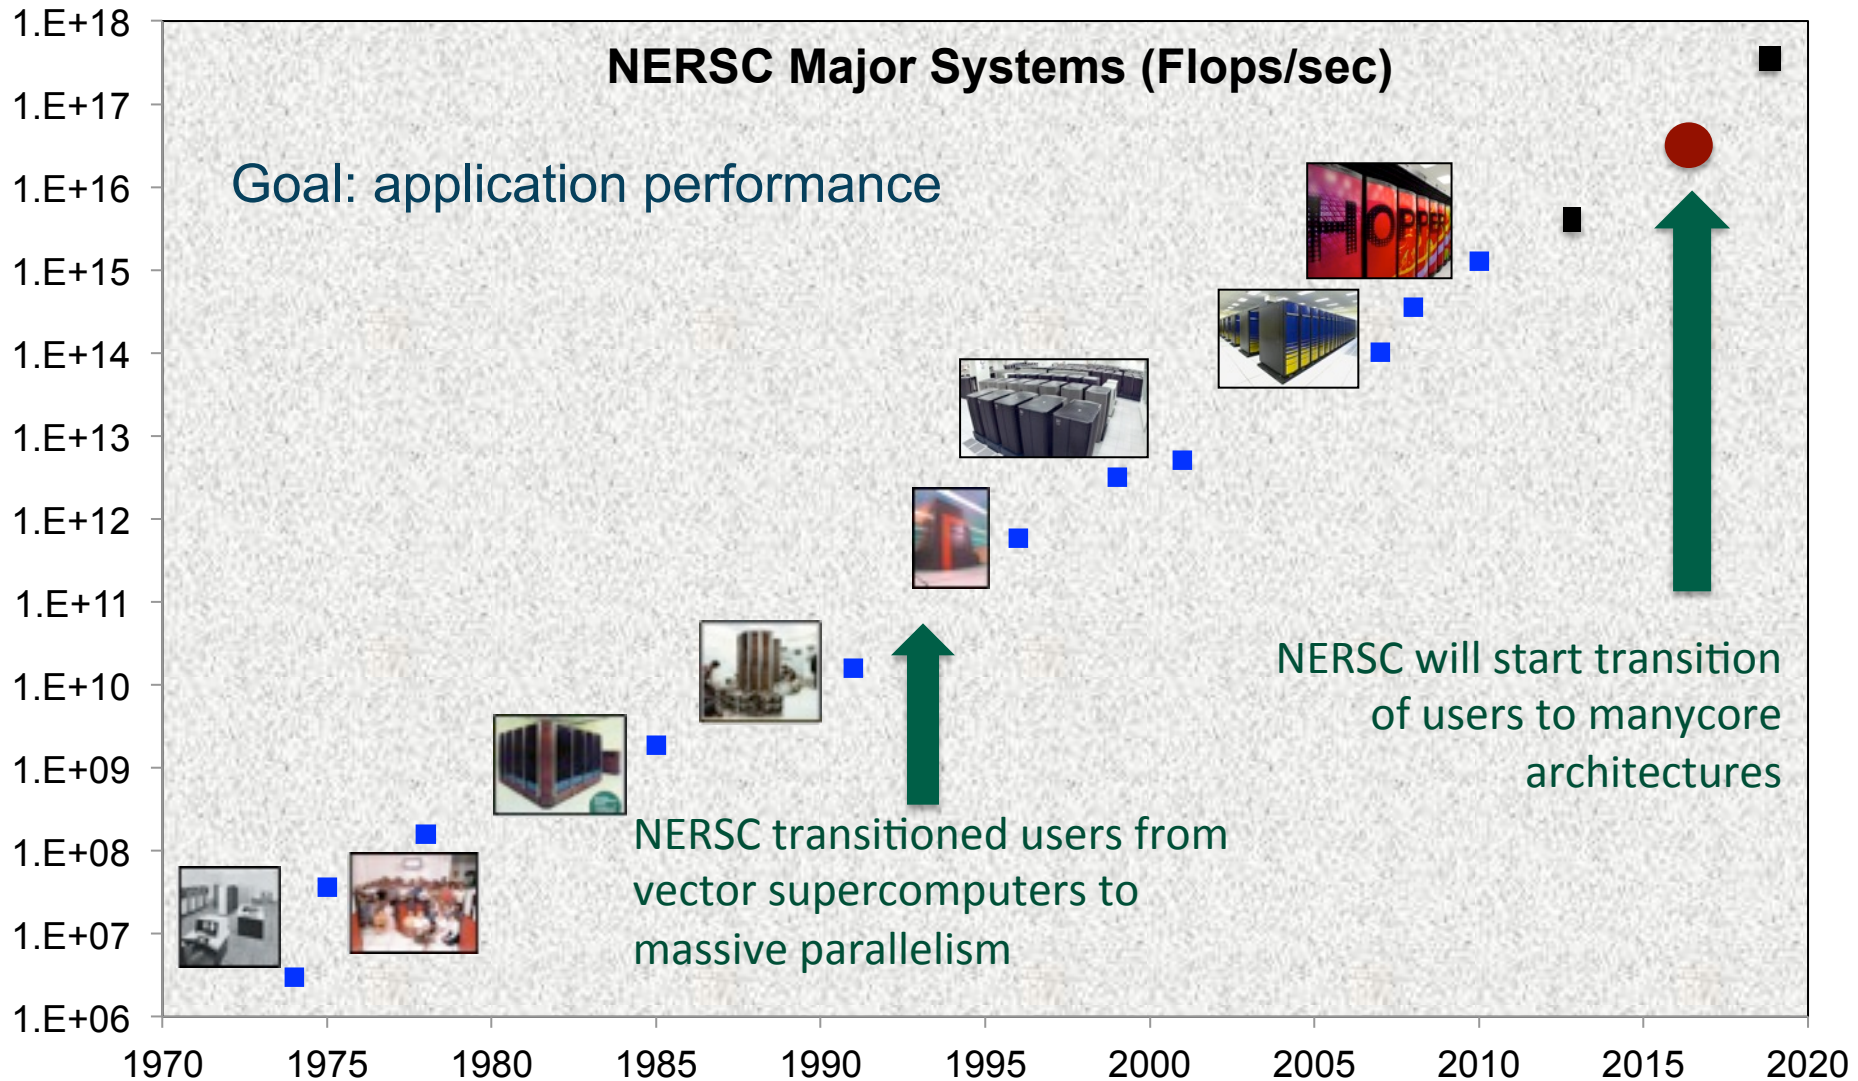 NERSC Major Systems (Flops/sec)
Goal: application performance
1.E+18
1.E+17
1.E+16
1.E+15
1.E+14
1.E+13
1.E+12
1.E+11
1.E+10
1.E+09
1.E+08
1.E+07
1.E+06
HOPPER
NERSC will start transition
of users to manycore
architectures
NERSC transitioned users from
vector supercomputers to
massive parallelism
1970 1975 1980 1985 1990 1995 2000 2005 2010 2015 2020